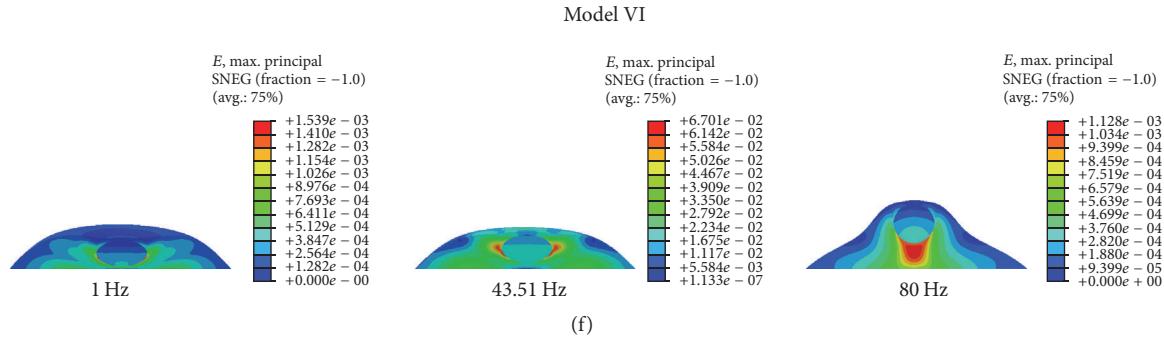 Model VI
E, max. principal
SNEG (fraction = −1.0)
(avg.: 75%)
+1.539e − 03
+1.410e − 03
+1.282e − 03
+1.154e − 03
+1.026e − 03
+8.976e − 04
+7.693e − 04
+6.411e − 04
+5.129e − 04
+3.847e − 04
+2.564e − 04
+1.282e − 04
+0.000e − 00
1 Hz
E, max. principal
SNEG (fraction = −1.0)
(avg.: 75%)
+6.701e − 02
+6.142e − 02
+5.584e − 02
+5.026e − 02
+4.467e − 02
+3.909e − 02
+3.350e − 02
+2.792e − 02
+2.234e − 02
+1.675e − 02
+1.117e − 02
+5.584e − 03
+1.133e − 07
43.51 Hz
E, max. principal
SNEG (fraction = −1.0)
(avg.: 75%)
+1.128e − 03
+1.034e − 03
+9.399e − 04
+8.459e − 04
+7.519e − 04
+6.579e − 04
+5.639e − 04
+4.699e − 04
+3.760e − 04
+2.820e − 04
+1.880e − 04
+9.399e − 05
+0.000e + 00
80 Hz
(f)